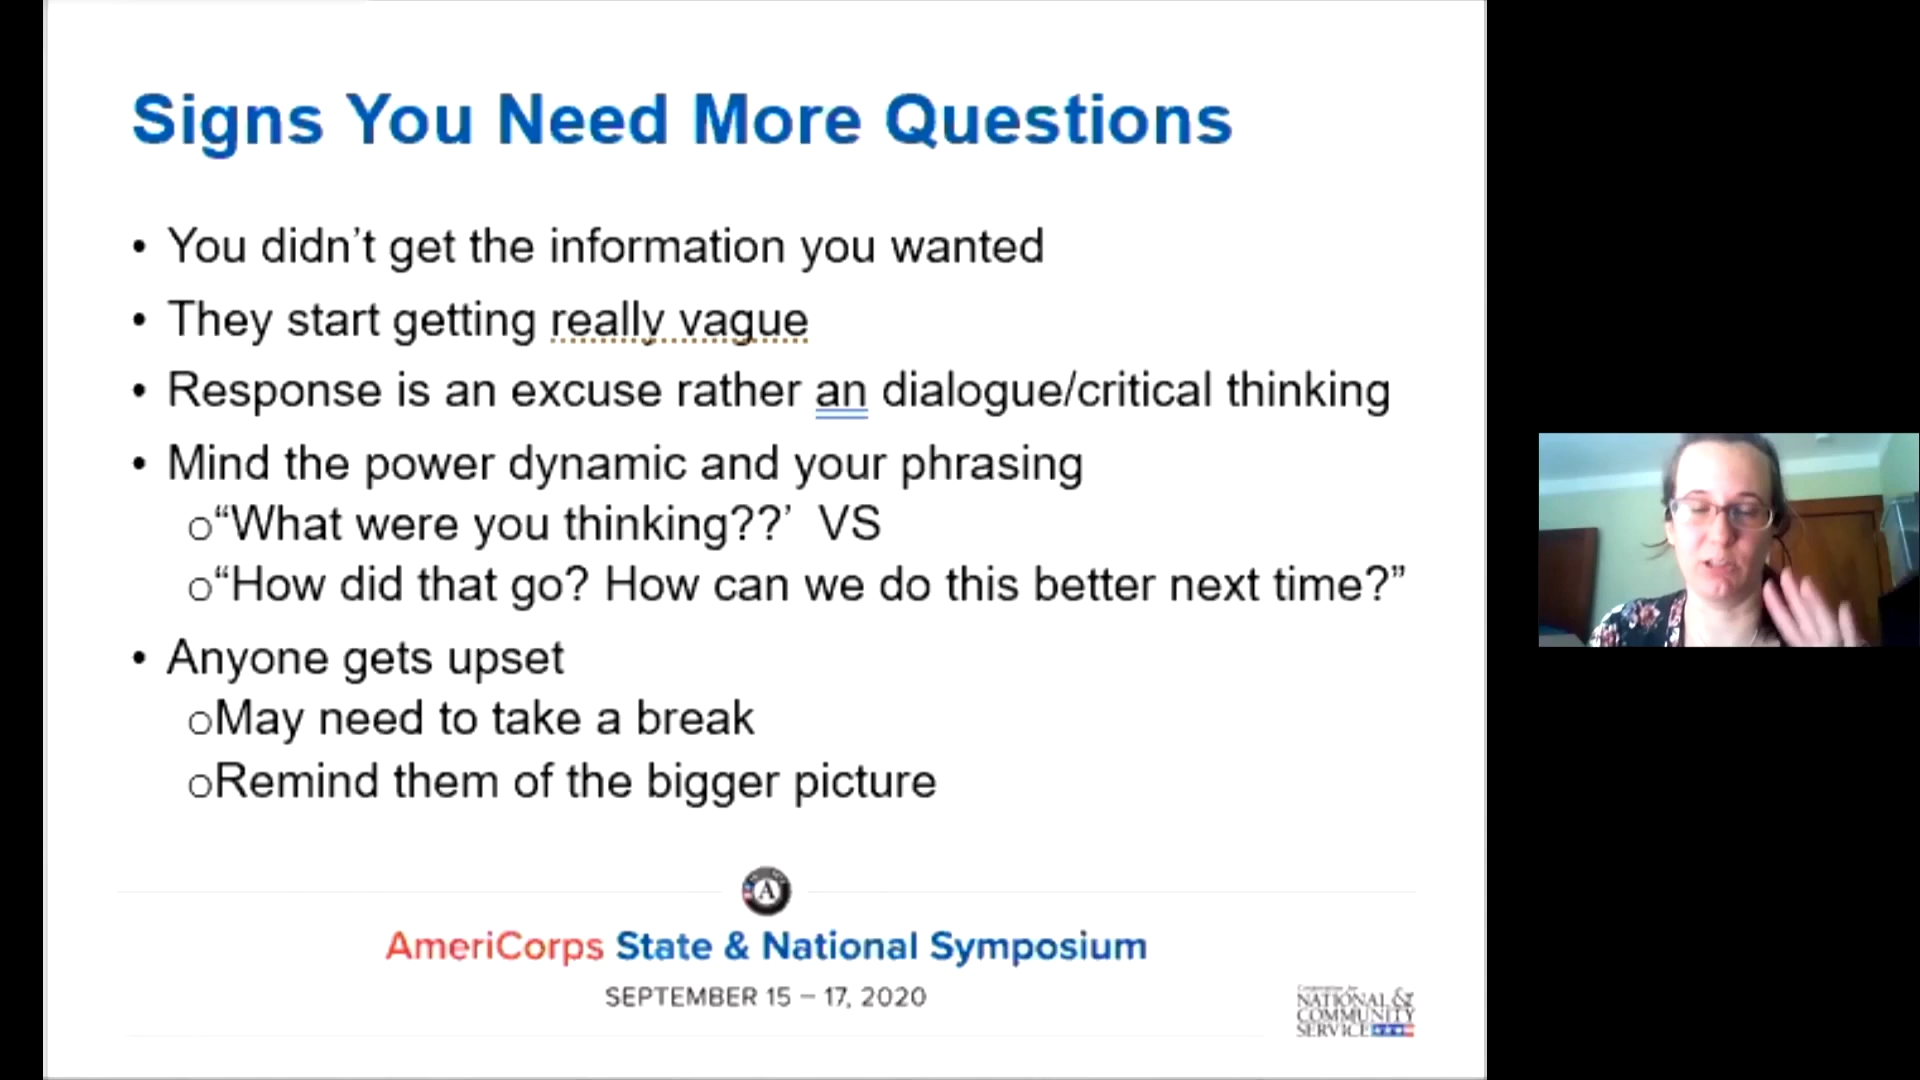 Signs You Need More Questions
• You didn’t get the information you wanted
• They start getting really vague
• Response is an excuse rather an dialogue/critical thinking
• Mind the power dynamic and your phrasing
o“What were you thinking??’ VS
o“How did that go? How can we do this better next time?”
• Anyone gets upset
oMay need to take a break
oRemind them of the bigger picture
A
AmeriCorps State & National Symposium
SEPTEMBER 15 – 17, 2020
Corporation for
NATIONAL &
COMMUNITY
SERVICE